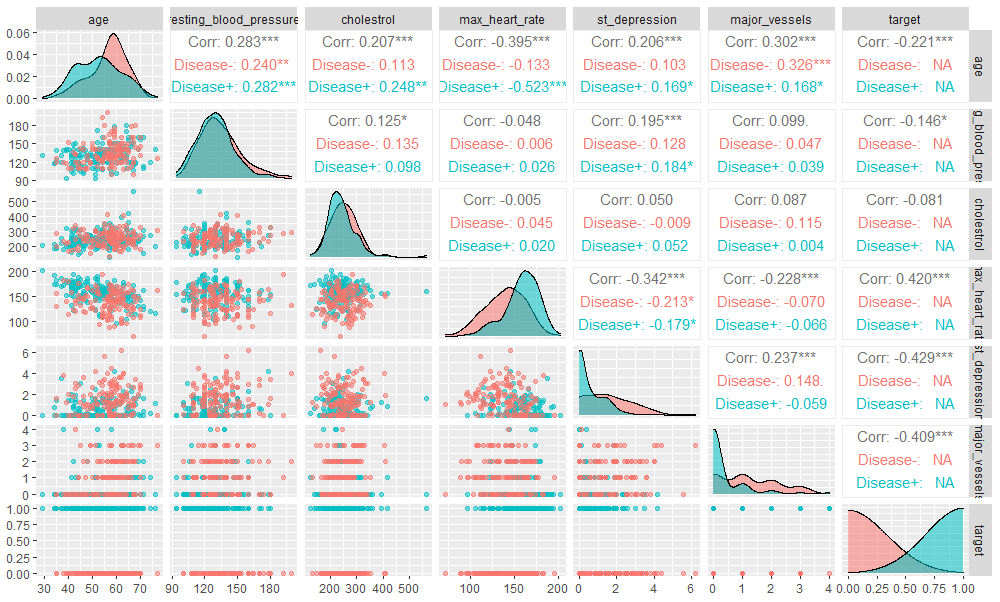 age resting_blood_pressure cholestrol max_heart_rate st_depression major_vessels target
0.06 Corr: 0.283*** Corr: 0.207*** Corr: -0.395*** Corr: 0.206*** Corr: 0.302*** Corr: -0.221***
0.04 Disease-: 0.240** Disease-: 0.113 Disease-: -0.133 Disease-: 0.103 Disease-: 0.326*** Disease-: NA age
0.02 Disease+: 0.282*** Disease+: 0.248** Disease+: -0.523*** Disease+: 0.169* Disease+: 0.168* Disease+: NA
0.00
180 Corr: 0.125* Corr: -0.048 Corr: 0.195*** Corr: 0.099. Corr: -0.146*
150 Disease-: 0.135 Disease-: 0.006 Disease-: 0.128 Disease-: 0.047 Disease-: NA g_blood_pre
120 Disease+: 0.098 Disease+: 0.026 Disease+: 0.184* Disease+: 0.039 Disease+: NA
90
500 Corr: -0.005 Corr: 0.050 Corr: 0.087 Corr: -0.081
400 Disease-: 0.045 Disease-: -0.009 Disease-: 0.115 Disease-: NA cholestrol
300 Disease+: 0.020 Disease+: 0.052 Disease+: 0.004 Disease+: NA
200
200 Corr: -0.342*** Corr: -0.228*** Corr: 0.420***
150 Disease-: -0.213* Disease-: -0.070 Disease-: NA max_heart_rate
100 Disease+: -0.179* Disease+: -0.066 Disease+: NA
6 Corr: 0.237*** Corr: -0.429***
4 Disease-: 0.148. Disease-: NA st_depression
2 Disease+: -0.059 Disease+: NA
0
4 Corr: -0.409***
3 Disease-: NA major_vessels
2 Disease+: NA
1
0
1.00
0.75
0.50 target
0.25
0.00
30 40 50 60 70 90 120 150 180 200 300 400 500 100 150 200 0 2 4 6 0 1 2 3 4 0.00 0.25 0.50 0.75 1.00